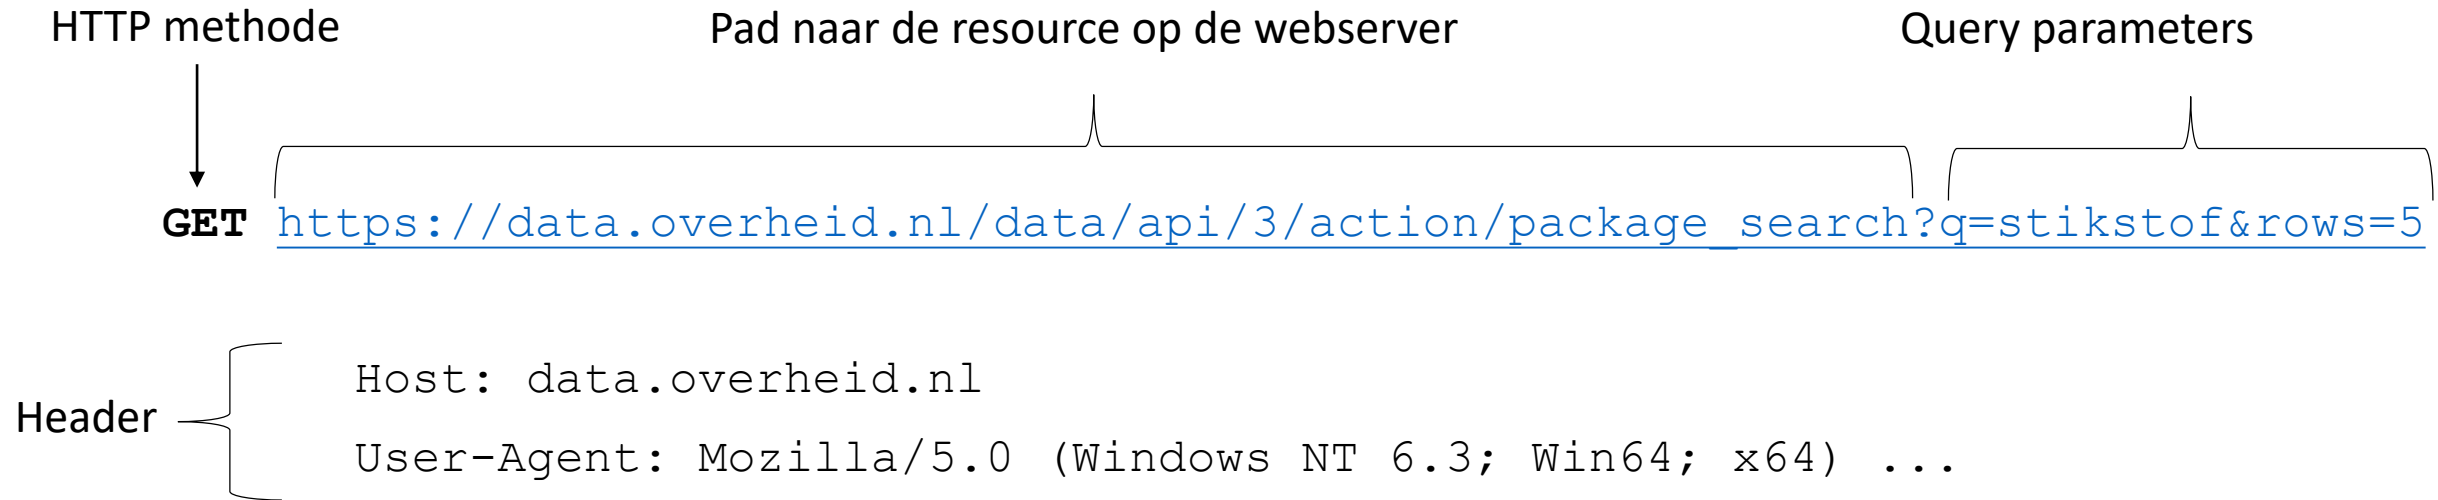 HTTP methode
Pad naar de resource op de webserver
Query parameters
GET https://data.overheid.nl/data/api/3/action/package_search?q=stikstof&rows=5
Header
Host: data.overheid.nl
User-Agent: Mozilla/5.0 (Windows NT 6.3; Win64; x64) ...